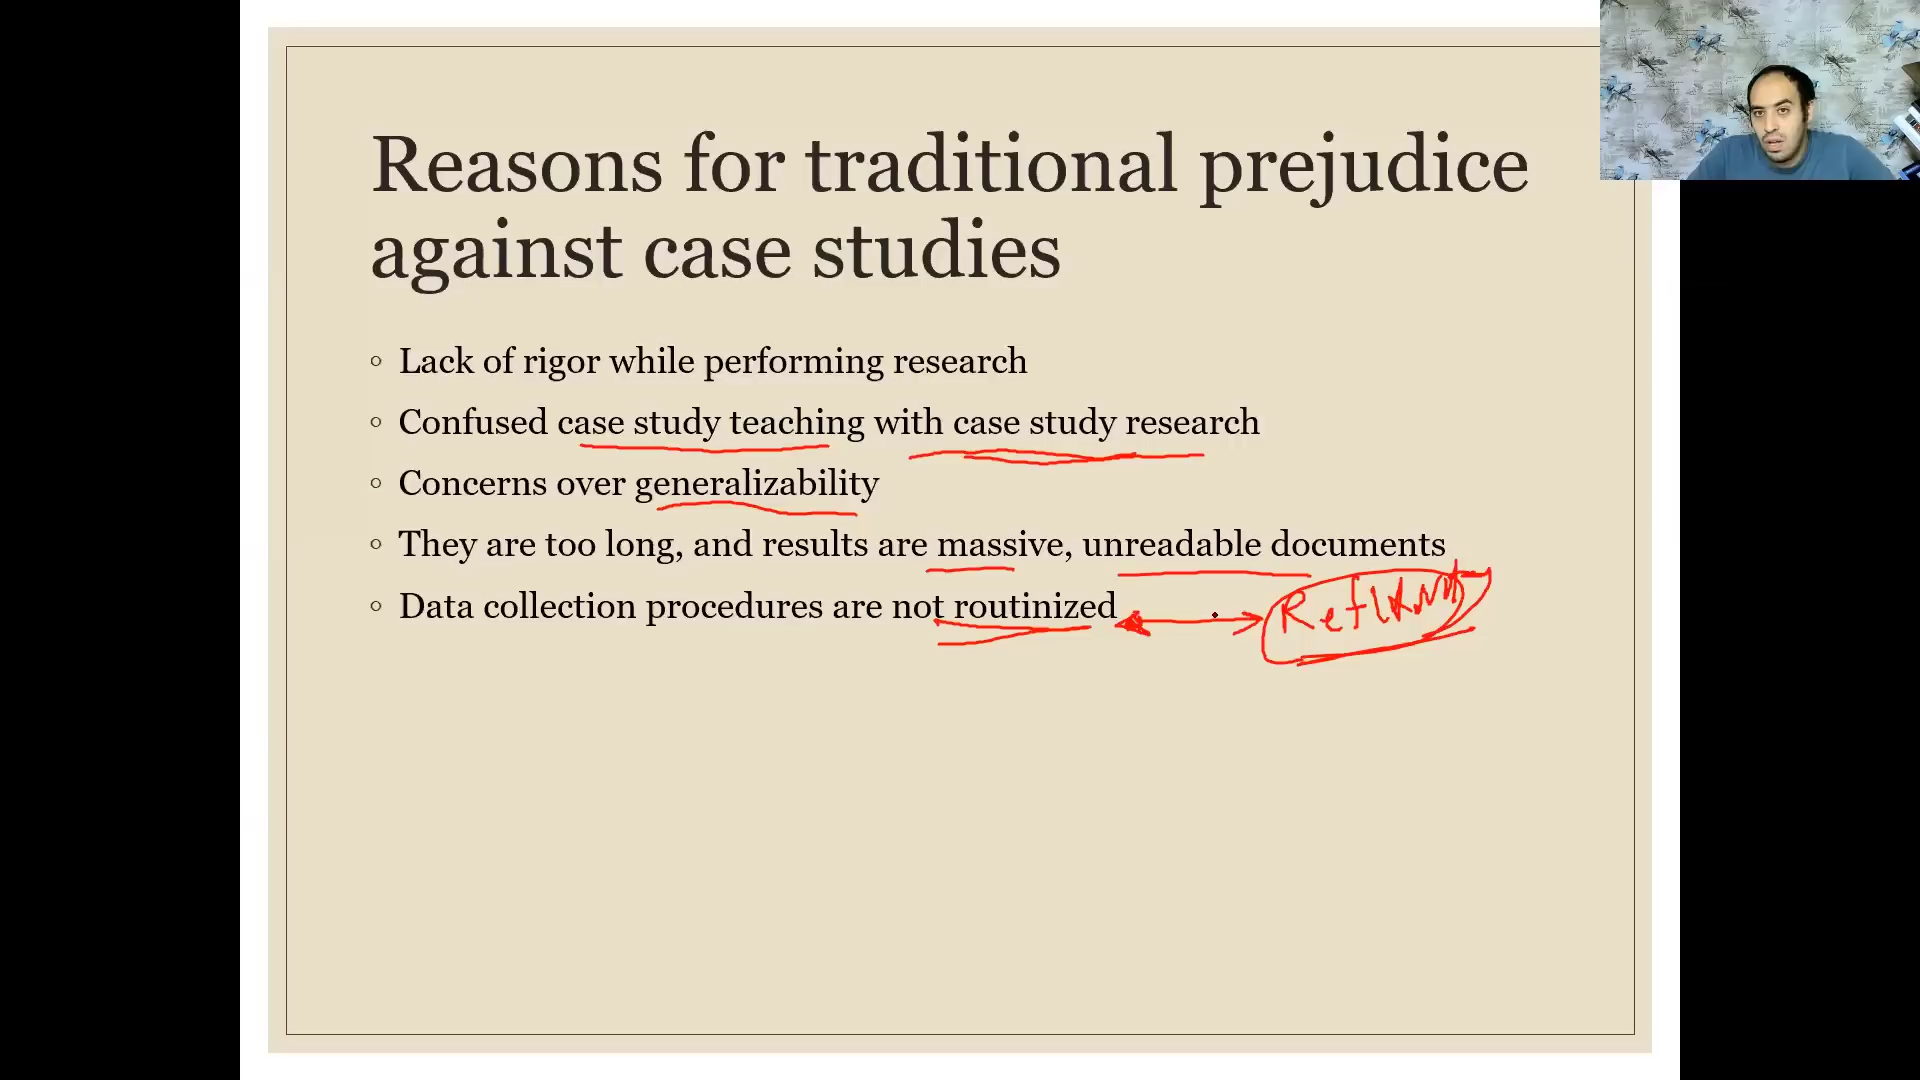 Reasons for traditional prejudice
against case studies
Lack of rigor while performing research
Confused case study teaching with case study research
Concerns over generalizability
They are too long, and results are massive, unreadable documents
Data collection procedures are not routinized